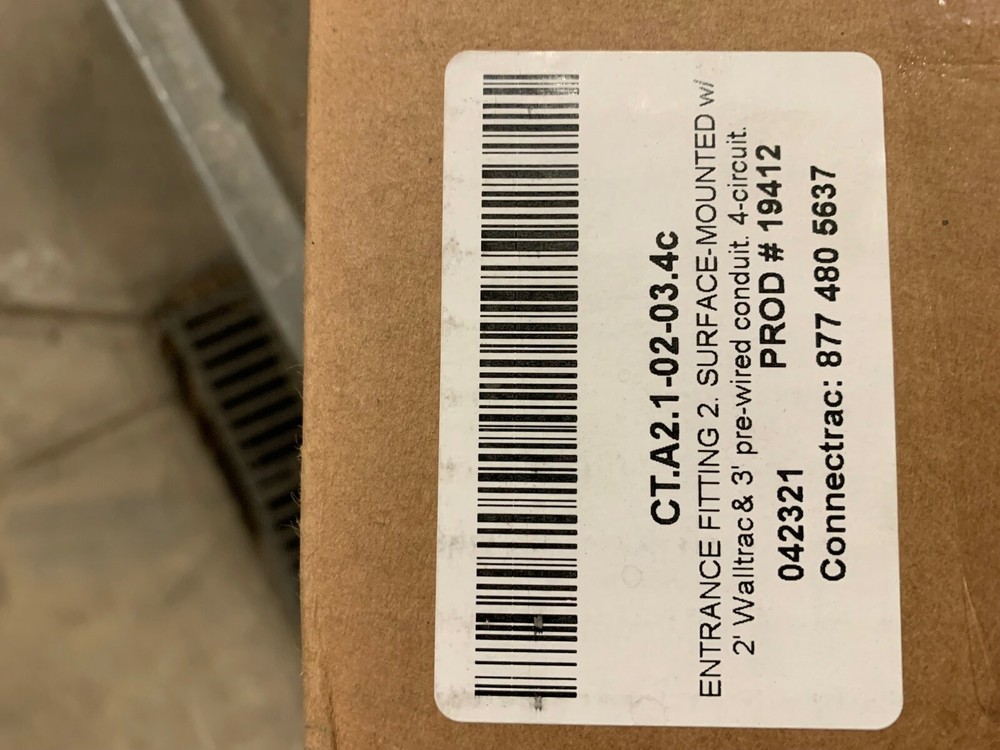 CT.A2.1-02-03.4c
ENTRANCE FITTING 2. SURFACE-MOUNTED w/
2' Walltrac & 3' pre-wired conduit. 4-circuit.
042321 PROD # 19412
Connectrac: 877 480 5637